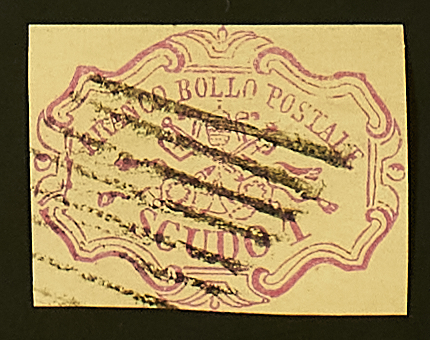 FRANCO BOLLO POSTALE
SCUDO 1